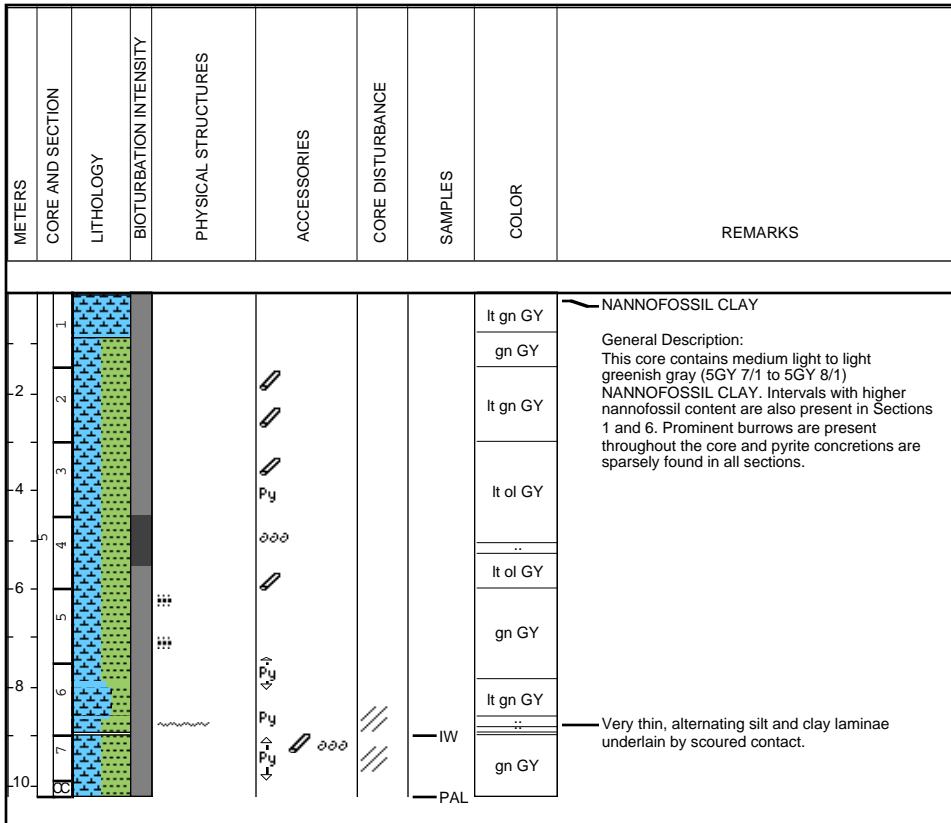 METERS
CORE AND SECTION
LITHOLOGY
BIOTURBATION INTENSITY
PHYSICAL STRUCTURES
ACCESSORIES
CORE DISTURBANCE
SAMPLES
COLOR
REMARKS
2
4
6
8
10
5
1
2
3
4
5
6
7
CC
Py
Py
Py
Py
IW
PAL
lt gn GY
gn GY
lt gn GY
lt ol GY
::
lt ol GY
gn GY
lt gn GY
::
gn GY
NANNOFOSSIL CLAY
General Description:
This core contains medium light to light
greenish gray (5GY 7/1 to 5GY 8/1)
NANNOFOSSIL CLAY. Intervals with higher
nannofossil content are also present in Sections
1 and 6. Prominent burrows are present
throughout the core and pyrite concretions are
sparsely found in all sections.
Very thin, alternating silt and clay laminae
underlain by scoured contact.